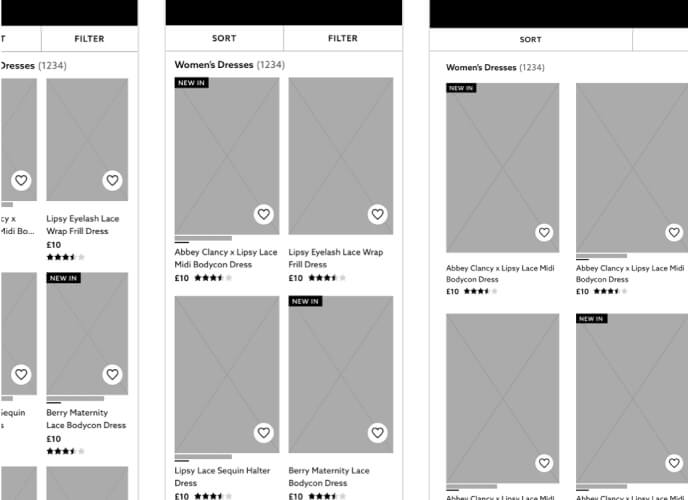 T
FILTER
Dresses (1234)
cy x
Midi Bo...
Lipsy Eyelash Lace
Wrap Frill Dress
£10
NEW IN
equin
s
Berry Maternity
Lace Bodycon Dress
£10
SORT
FILTER
Women's Dresses (1234)
NEW IN
Abbey Clancy x Lipsy Lace
Midi Bodycon Dress
£10
Lipsy Eyelash Lace Wrap
Frill Dress
£10
NEW IN
Lipsy Lace Sequin Halter
Dress
£10
Berry Maternity Lace
Bodycon Dress
£10
SORT
Women's Dresses (1234)
NEW IN
Abbey Clancy x Lipsy Lace Midi
Bodycon Dress
£10
Abbey Clancy x Lipsy Lace Midi
Bodycon Dress
£10
NEW IN
Abbey Clancy x Lipsy Lace Midi
Abbey Clancy x Lipsy Lace Midi